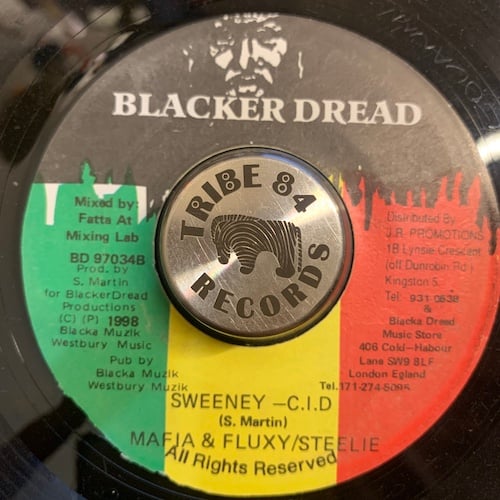 BLACKER DREAD
TRIBE 84
RECORDS
Mixed by:
Fatta At
Mixing Lab
BD 97034B
Prod. by
S. Martin
for BlackerDread
Productions
(C) (P) 1998
Blacka Muzik
Westbury Music
Pub by
Blacka Muzik
Westbury Muzik
Distributed By
J.R. PROMOTIONS
1B Lynsie Crescent
(off Dunrobin Rd.)
Kingston 5.
Tel: 931-0638
&
Blacka Dread
Music Store
406 Cold-Habour
Lane SW9 8LF
London Egland
Tel.171-274-5095
SWEENEY –C.I.D
(S. Martin)
MAFIA & FLUXY/STEELIE
All Rights Reserved